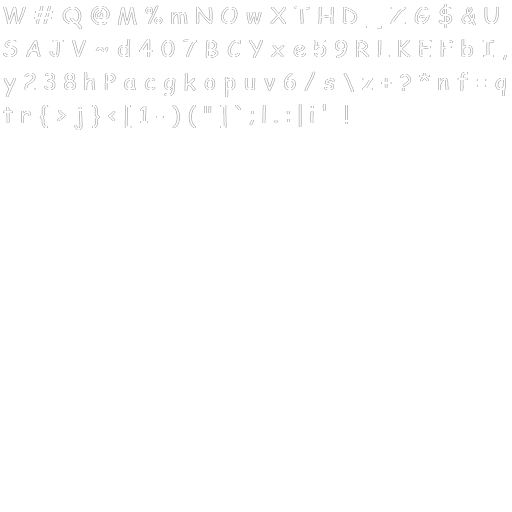 W # Q @ M % m N O w X T H D _ Z G $ & U
S A J V ~ d 4 0 7 B C Y x e 5 9 R L K E F b I ,
y 2 3 8 h P a c g k o p u v 6 / s \ z + ? * n f = q
t r { > j } < [ 1 - ) ( " ] ` ; l . : | i ' !